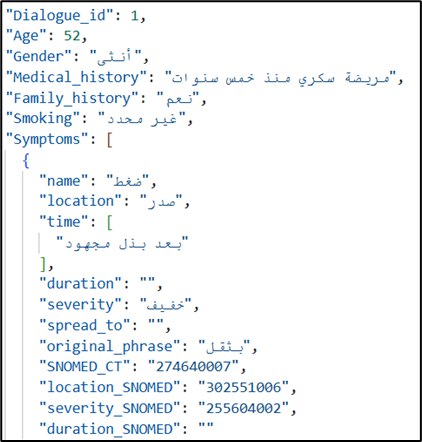 "Dialogue_id": 1,
"Age": 52,
"Gender": "أنثى",
"Medical_history": "مريضة سكري منذ خمس سنوات",
"Family_history": "نعم",
"Smoking": "غير محدد",
"Symptoms": [
{
"name": "ضغط",
"location": "صدر",
"time": [
"بعد بذل مجهود"
],
"duration": "",
"severity": "خفيف",
"spread_to": "",
"original_phrase": "بثقل",
"SNOMED_CT": "274640007",
"location_SNOMED": "302551006",
"severity_SNOMED": "255604002",
"duration_SNOMED": ""